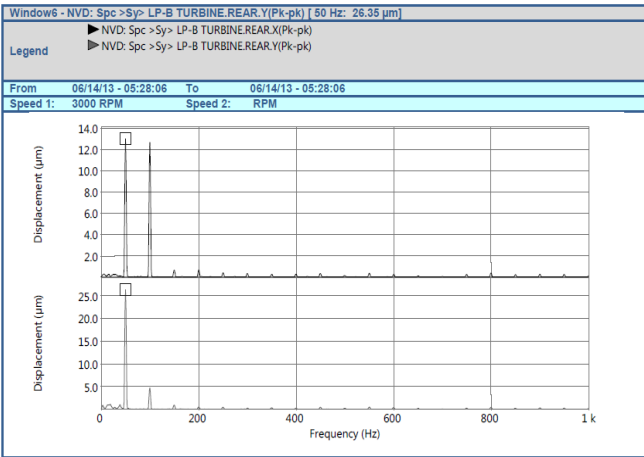 Window6 - NVD: Spc >Sy> LP-B TURBINE.REAR.Y(Pk-pk) [ 50 Hz: 26.35 µm]
Legend
NVD: Spc >Sy> LP-B TURBINE.REAR.X(Pk-pk)
NVD: Spc >Sy> LP-B TURBINE.REAR.Y(Pk-pk)
From 06/14/13 - 05:28:06 To 06/14/13 - 05:28:06
Speed 1: 3000 RPM Speed 2: RPM
Displacement (µm)
14.0
12.0
10.0
8.0
6.0
4.0
2.0
Displacement (µm)
25.0
20.0
15.0
10.0
5.0
0 200 400 600 800 1 k
Frequency (Hz)